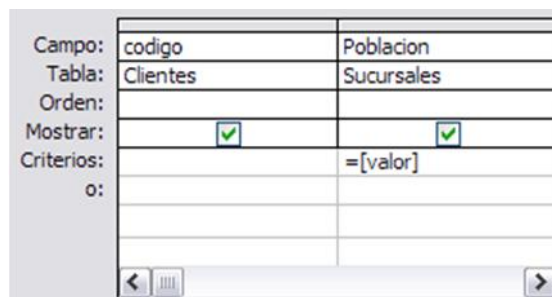 Campo: codigo Poblacion
Tabla: Clientes Sucursales
Orden:
Mostrar:
Criterios: =[valor]
o: